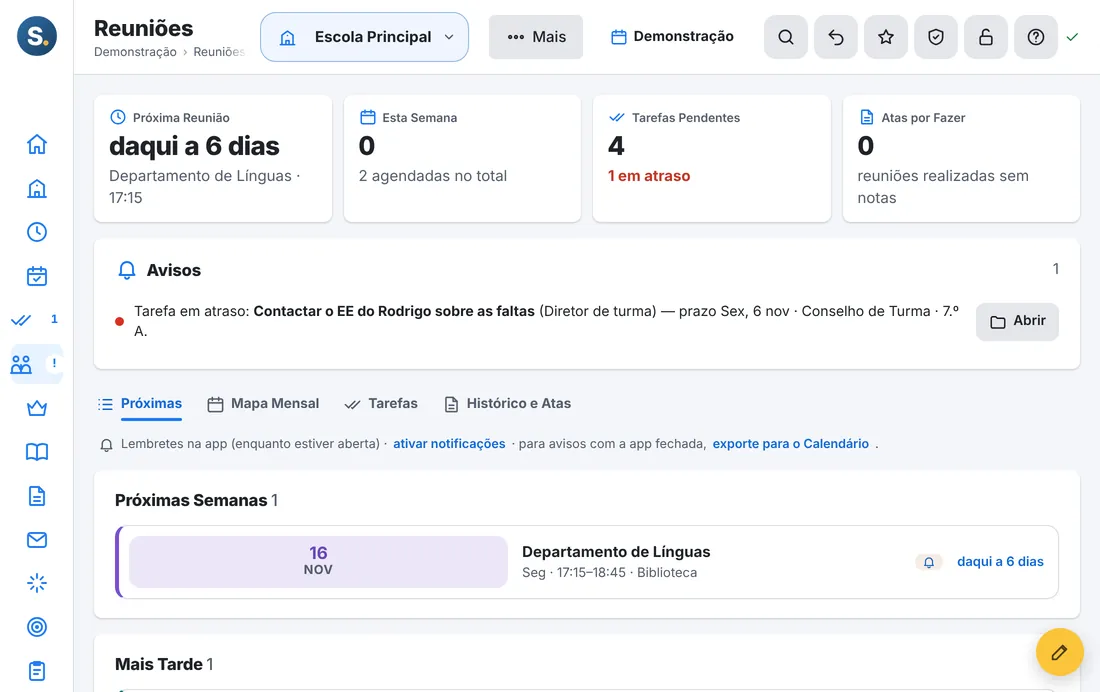 S.
Reuniões
Demonstração › Reuniões
Escola Principal
Mais
Demonstração
Próxima Reunião
daqui a 6 dias
Departamento de Línguas ·
17:15
Esta Semana
0
2 agendadas no total
Tarefas Pendentes
4
1 em atraso
Atas por Fazer
0
reuniões realizadas sem
notas
1
!
Avisos
1
Tarefa em atraso: Contactar o EE do Rodrigo sobre as faltas (Diretor de turma) — prazo Sex, 6 nov · Conselho de Turma · 7.º
A.
Abrir
Próximas
Mapa Mensal
Tarefas
Histórico e Atas
Lembretes na app (enquanto estiver aberta) · ativar notificações · para avisos com a app fechada, exporte para o Calendário .
Próximas Semanas 1
16
NOV
Departamento de Línguas
Seg · 17:15–18:45 · Biblioteca
daqui a 6 dias
Mais Tarde 1